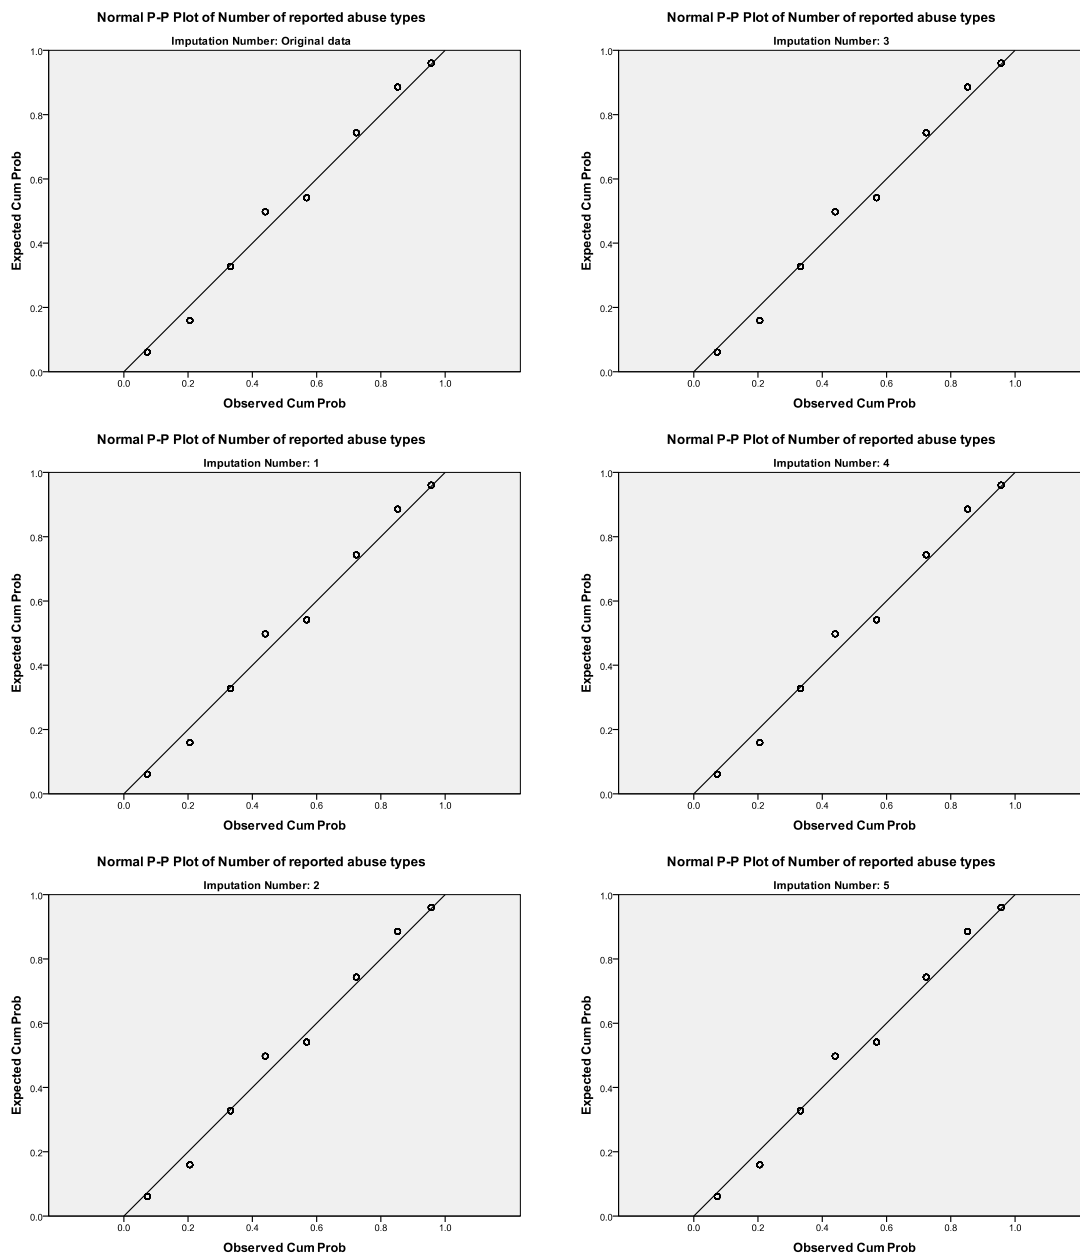 Normal P-P Plot of Number of reported abuse types
Imputation Number: Original data
1.0
0.8
0.6
0.4
0.2
0.0
Expected Cum Prob
0.0 0.2 0.4 0.6 0.8 1.0
Observed Cum Prob
Normal P-P Plot of Number of reported abuse types
Imputation Number: 3
1.0
0.8
0.6
0.4
0.2
0.0
Expected Cum Prob
0.0 0.2 0.4 0.6 0.8 1.0
Observed Cum Prob
Normal P-P Plot of Number of reported abuse types
Imputation Number: 1
1.0
0.8
0.6
0.4
0.2
0.0
Expected Cum Prob
0.0 0.2 0.4 0.6 0.8 1.0
Observed Cum Prob
Normal P-P Plot of Number of reported abuse types
Imputation Number: 4
1.0
0.8
0.6
0.4
0.2
0.0
Expected Cum Prob
0.0 0.2 0.4 0.6 0.8 1.0
Observed Cum Prob
Normal P-P Plot of Number of reported abuse types
Imputation Number: 2
1.0
0.8
0.6
0.4
0.2
0.0
Expected Cum Prob
0.0 0.2 0.4 0.6 0.8 1.0
Observed Cum Prob
Normal P-P Plot of Number of reported abuse types
Imputation Number: 5
1.0
0.8
0.6
0.4
0.2
0.0
Expected Cum Prob
0.0 0.2 0.4 0.6 0.8 1.0
Observed Cum Prob